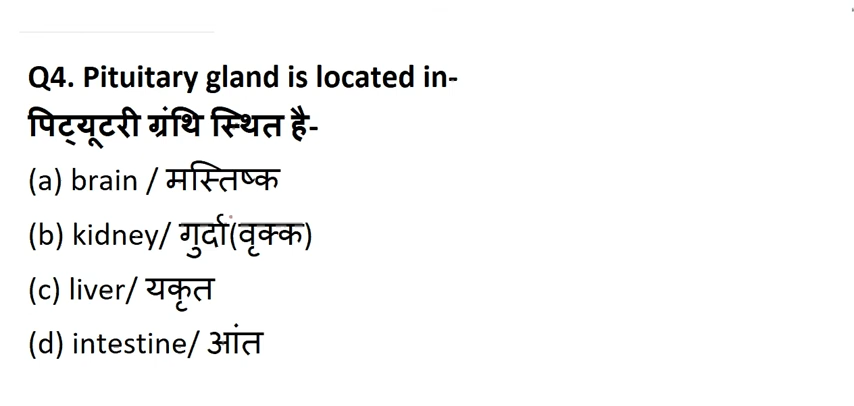 Q4. Pituitary gland is located in-
पिट्यूटरी ग्रंथि स्थित है-
(a) brain / मस्तिष्क
(b) kidney/ गुर्दा(वृक्क)
(c) liver/ यकृत
(d) intestine/ आंत